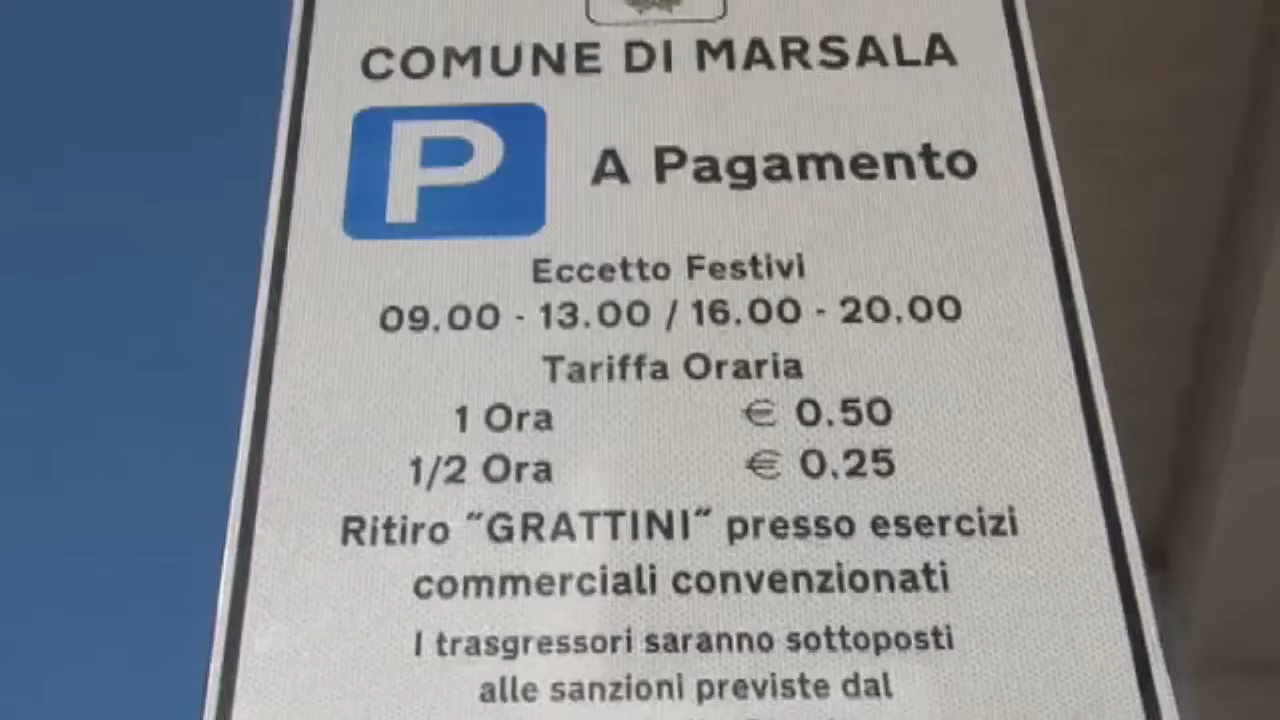 COMUNE DI MARSALA
P A Pagamento
Eccetto Festivi
09.00 - 13.00 / 16.00 - 20.00
Tariffa Oraria
1 Ora € 0.50
1/2 Ora € 0.25
Ritiro "GRATTINI" presso esercizi
commerciali convenzionati
I trasgressori saranno sottoposti
alle sanzioni previste dal